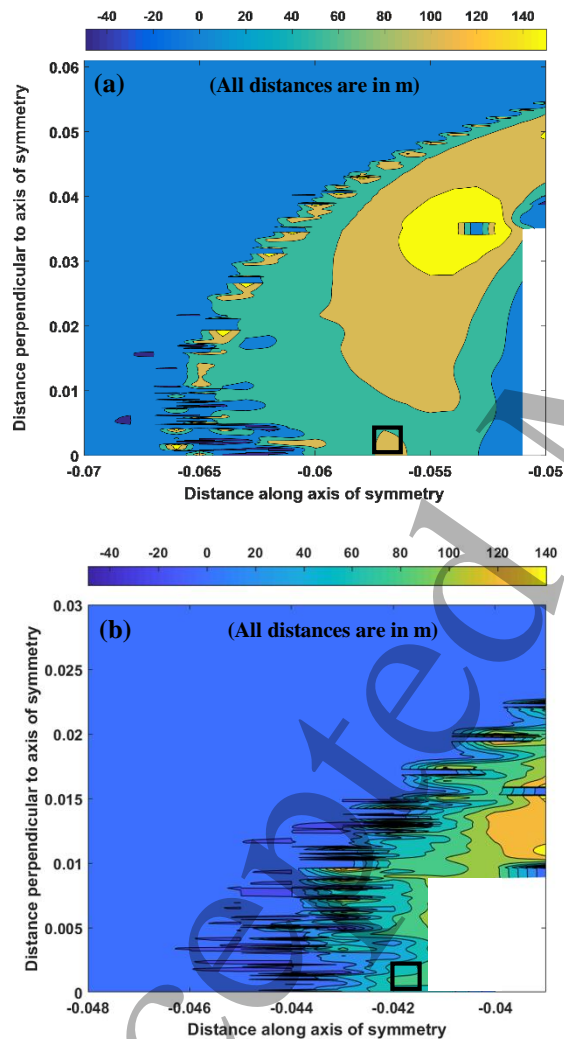 -40 -20 0 20 40 60 80 100 120 140
(a) (All distances are in m)
0.06
0.05
0.04
0.03
0.02
0.01
0
Distance perpendicular to axis of symmetry
-0.07 -0.065 -0.06 -0.055 -0.05
Distance along axis of symmetry
-40 -20 0 20 40 60 80 100 120 140
(b) (All distances are in m)
0.03
0.025
0.02
0.015
0.01
0.005
0
Distance perpendicular to axis of symmetry
-0.048 -0.046 -0.044 -0.042 -0.04
Distance along axis of symmetry
cented M